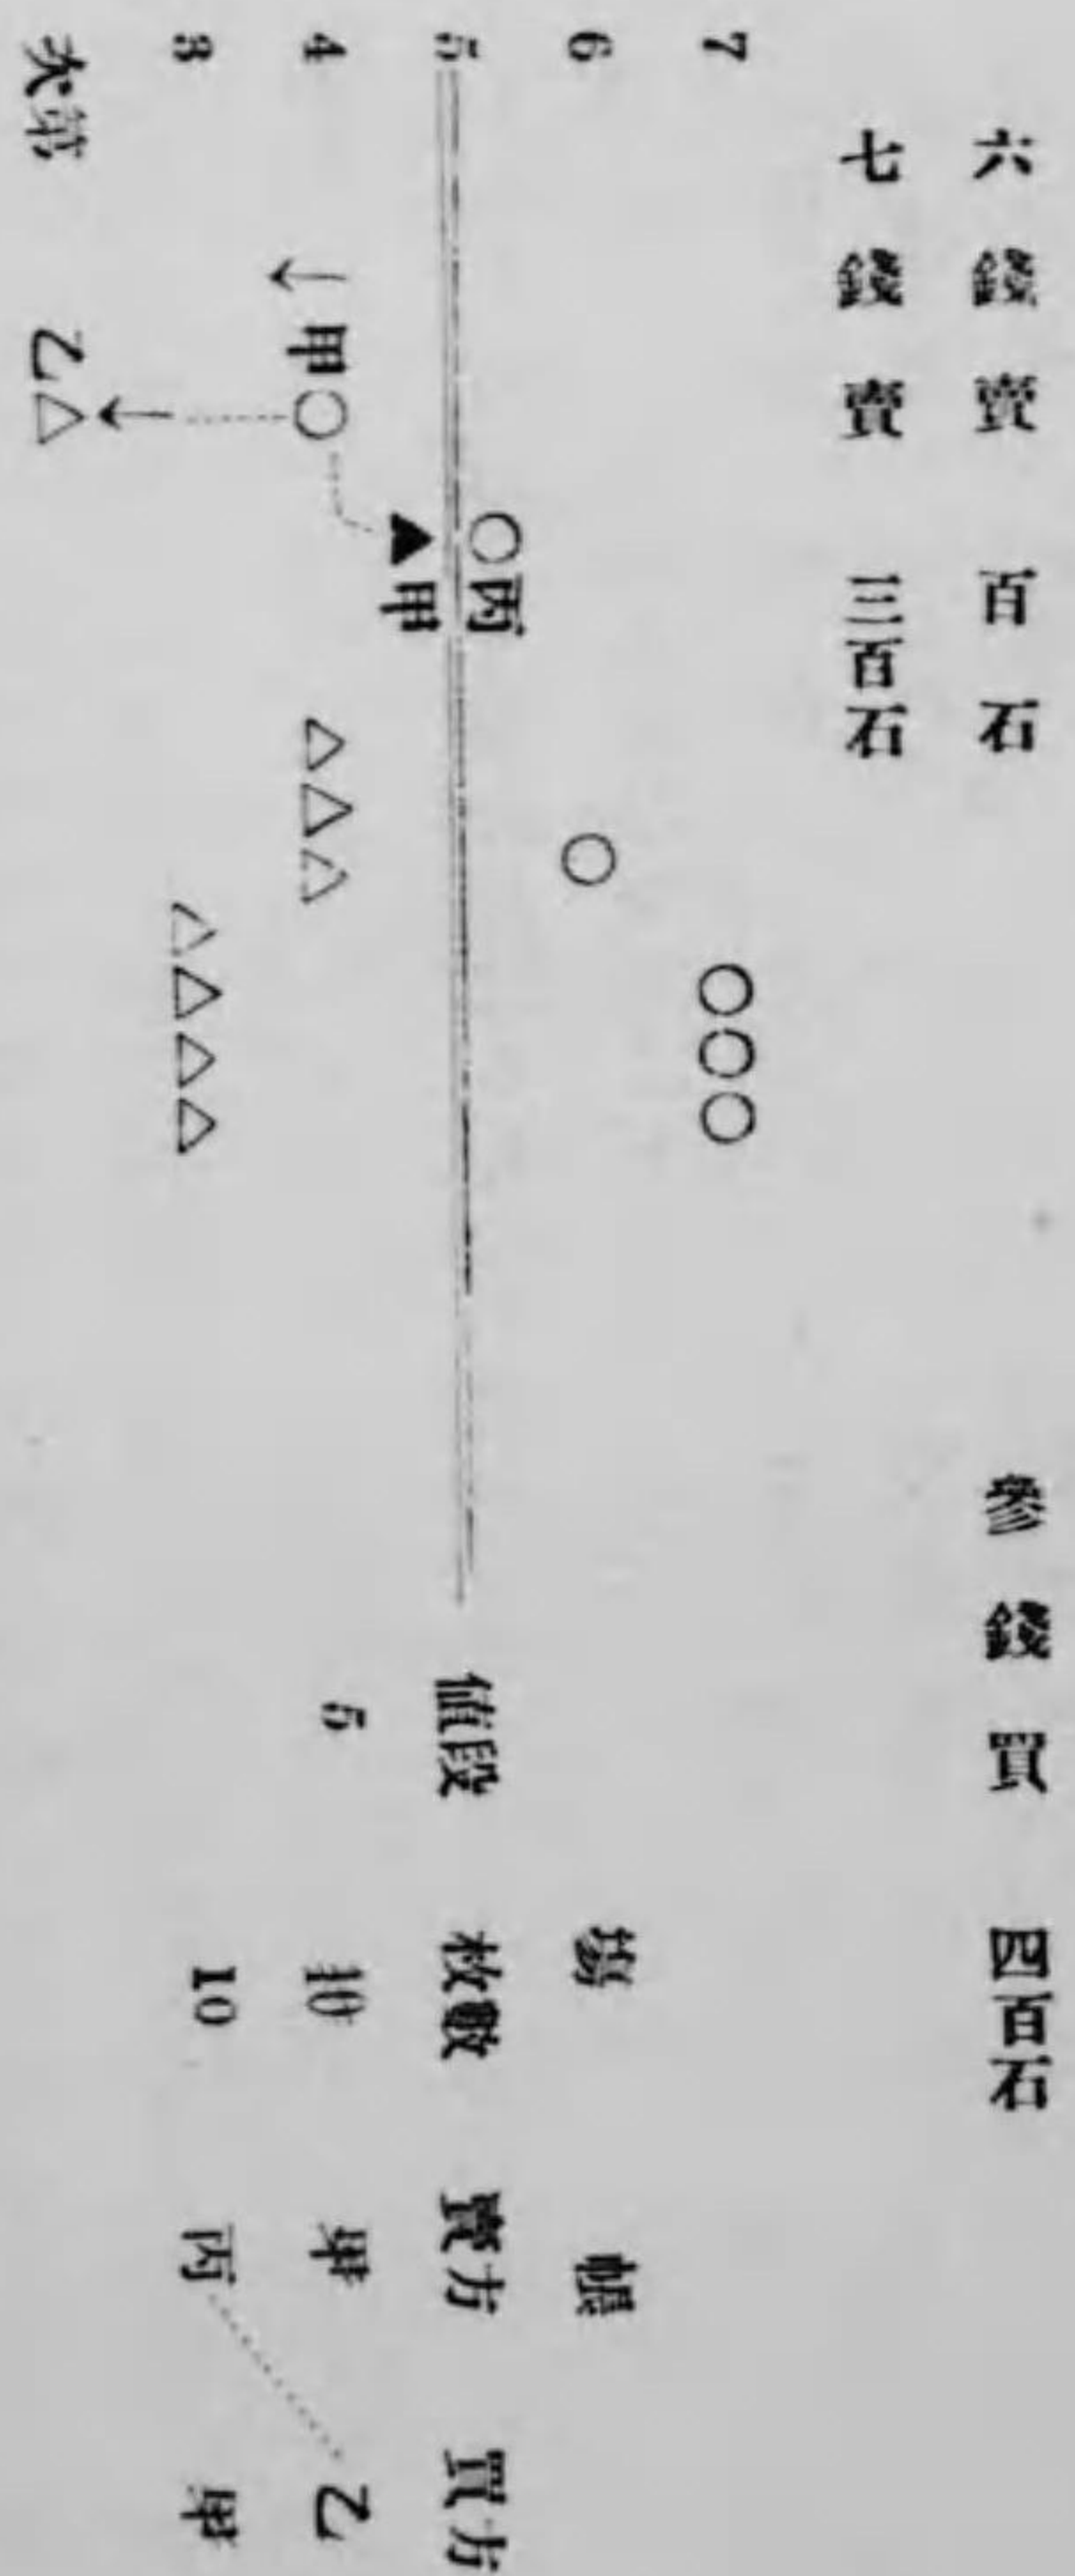 六錢賣 百石
七錢賣 三百石
參錢買 四百石
7
6
5
4
3
次第
丙
甲
甲
乙
場帳
値段 枚數 賣方 買方
5 10 甲 乙
10 丙 甲